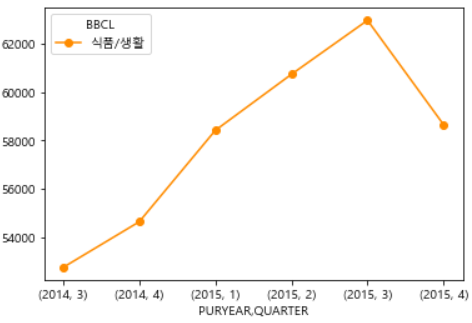 BBCL
식품/생활
62000
60000
58000
56000
54000
(2014, 3) (2014, 4) (2015, 1) (2015, 2) (2015, 3) (2015, 4)
PURYEAR,QUARTER